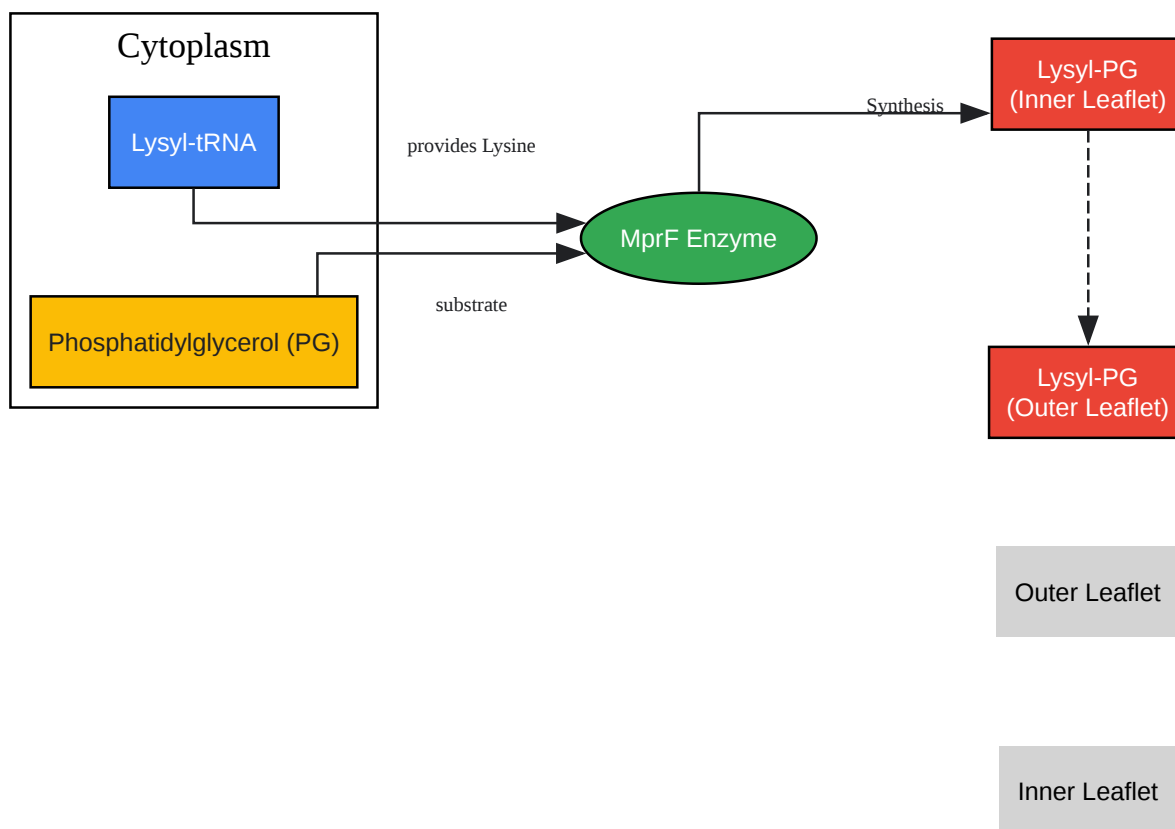 Cytoplasm
Lysyl-tRNA
Phosphatidylglycerol (PG)
provides Lysine
substrate
MprF Enzyme
Synthesis
Lysyl-PG
(Inner Leaflet)
Lysyl-PG
(Outer Leaflet)
Outer Leaflet
Inner Leaflet